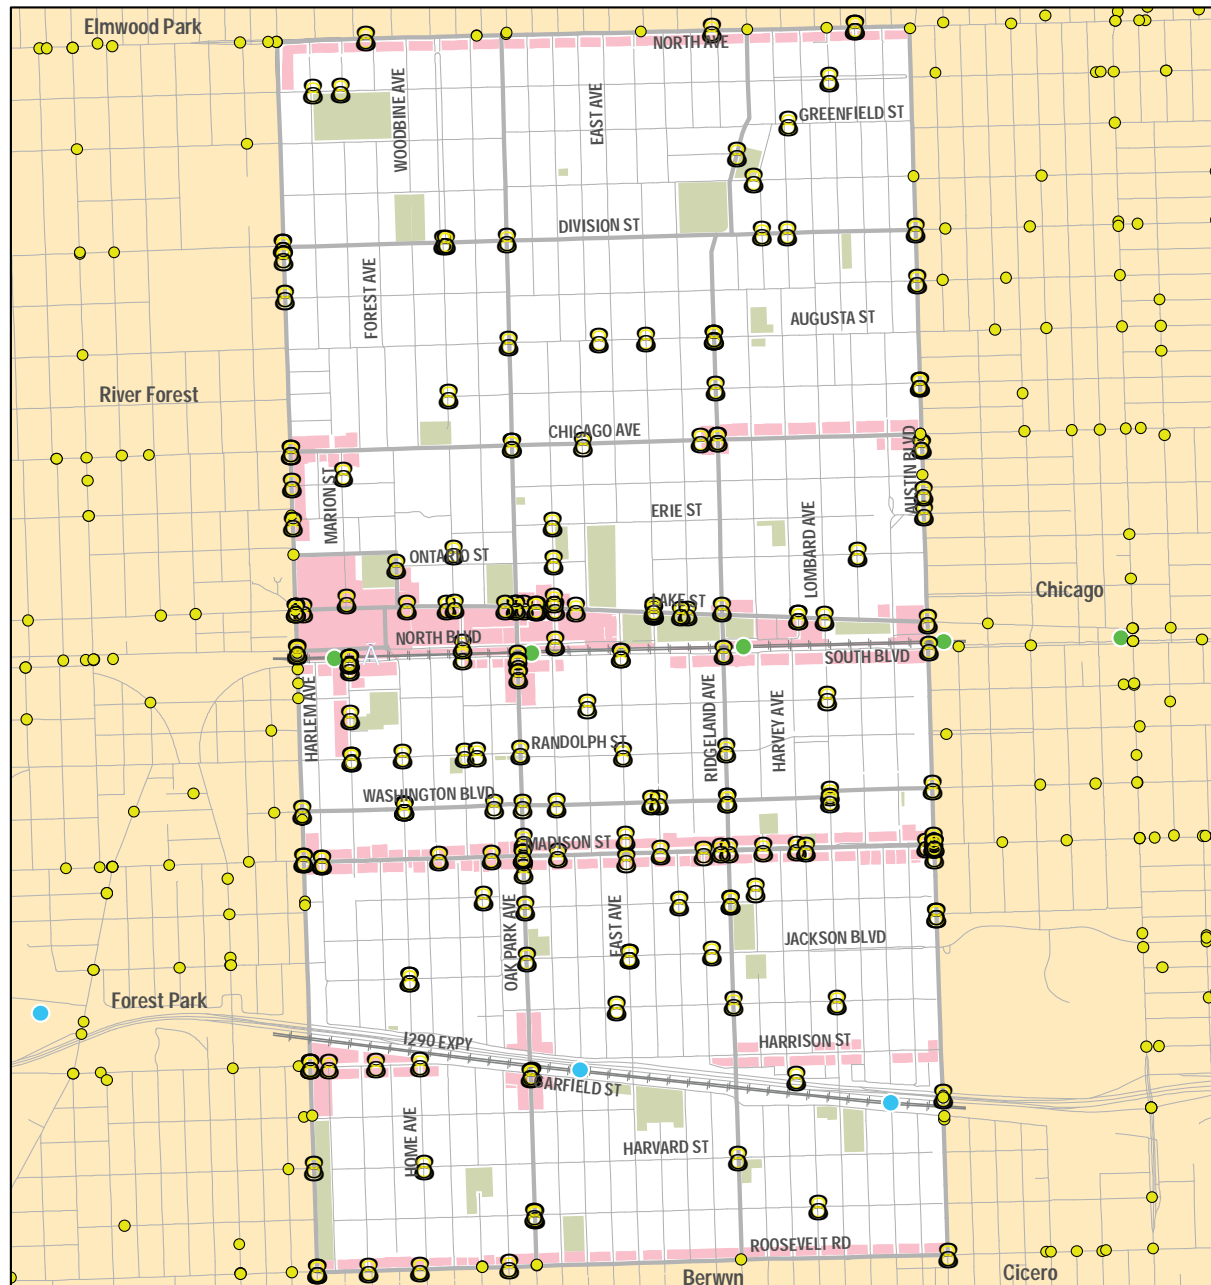 Elmwood Park
NORTH AVE
WOODBINE AVE
EAST AVE
GREENFIELD ST
DIVISION ST
FOREST AVE
AUGUSTA ST
River Forest
CHICAGO AVE
AUSTIN BLVD
MARION ST
ERIE ST
LOMBARD AVE
ONTARIO ST
Chicago
LAKE ST
NORTH BLVD
SOUTH BLVD
HARLEM AVE
RIDGELAND AVE
HARVEY AVE
RANDOLPH ST
WASHINGTON BLVD
MADISON ST
OAK PARK AVE
EAST AVE
JACKSON BLVD
Forest Park
I290 EXPY
HARRISON ST
GARFIELD ST
HOME AVE
HARVARD ST
ROOSEVELT RD
Berwyn
Cicero